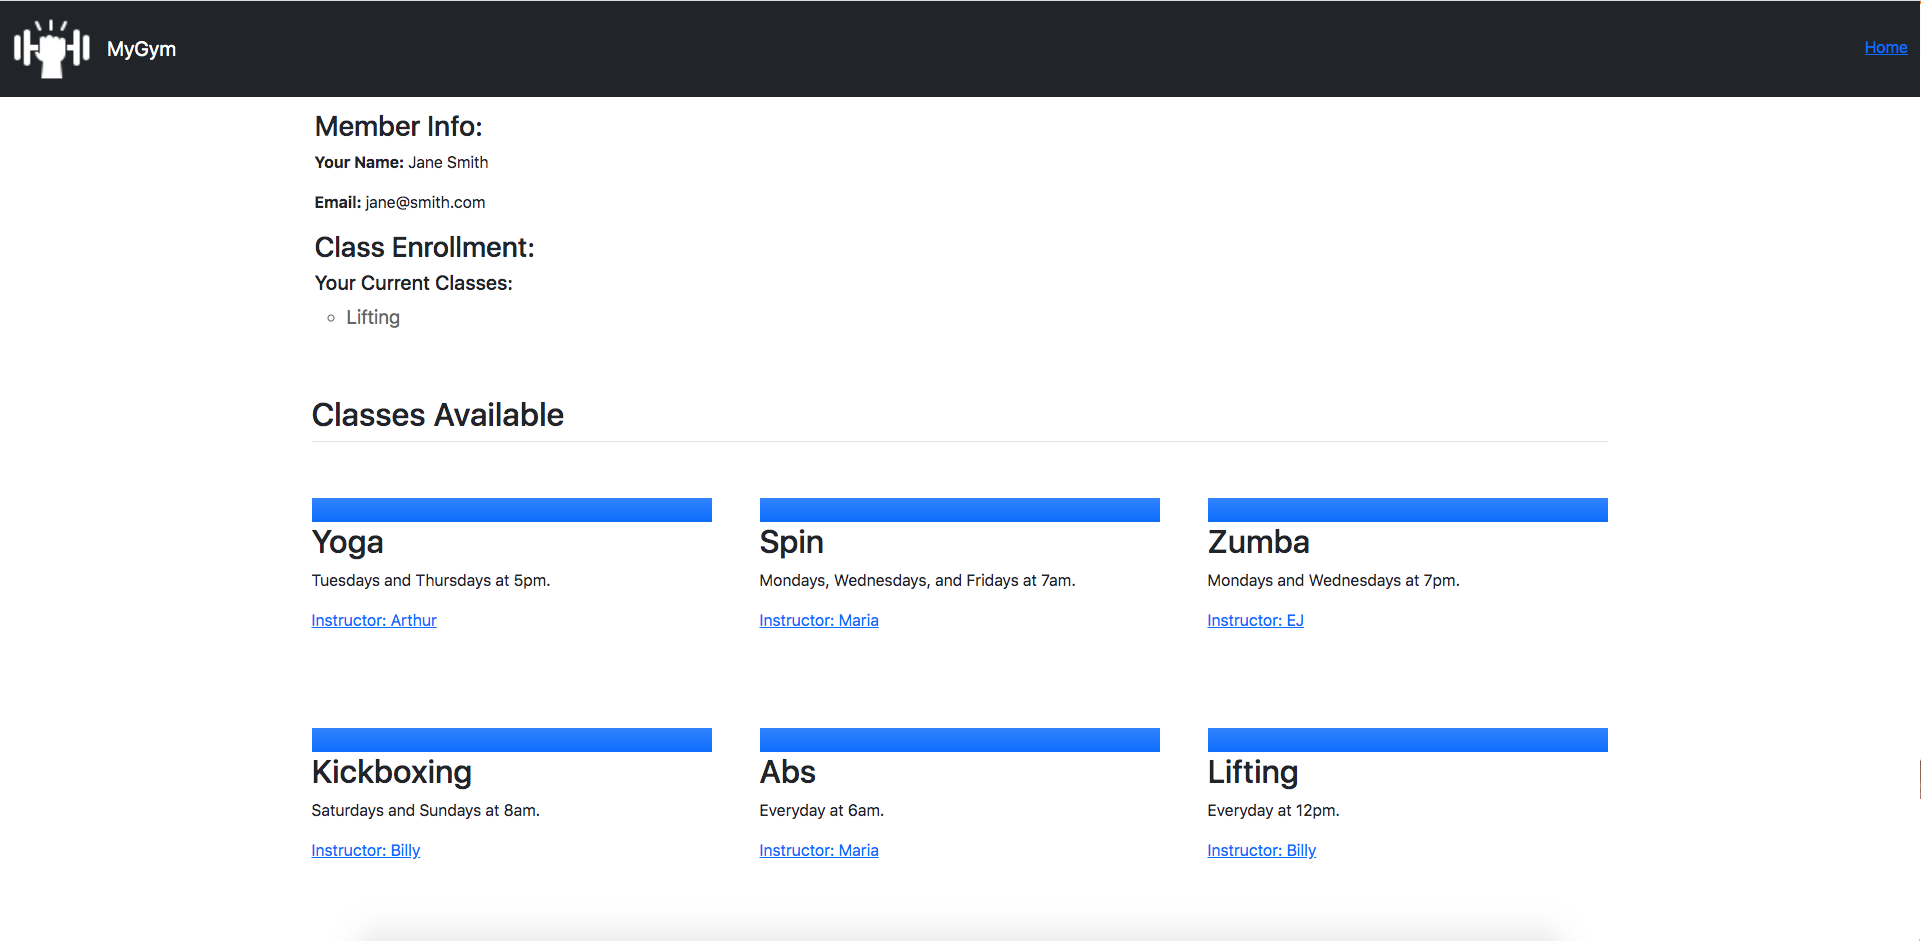 MyGym
Home
Member Info:
Your Name: Jane Smith
Email: jane@smith.com
Class Enrollment:
Your Current Classes:
Lifting
Classes Available
Yoga
Tuesdays and Thursdays at 5pm.
Instructor: Arthur
Spin
Mondays, Wednesdays, and Fridays at 7am.
Instructor: Maria
Zumba
Mondays and Wednesdays at 7pm.
Instructor: EJ
Kickboxing
Saturdays and Sundays at 8am.
Instructor: Billy
Abs
Everyday at 6am.
Instructor: Maria
Lifting
Everyday at 12pm.
Instructor: Billy